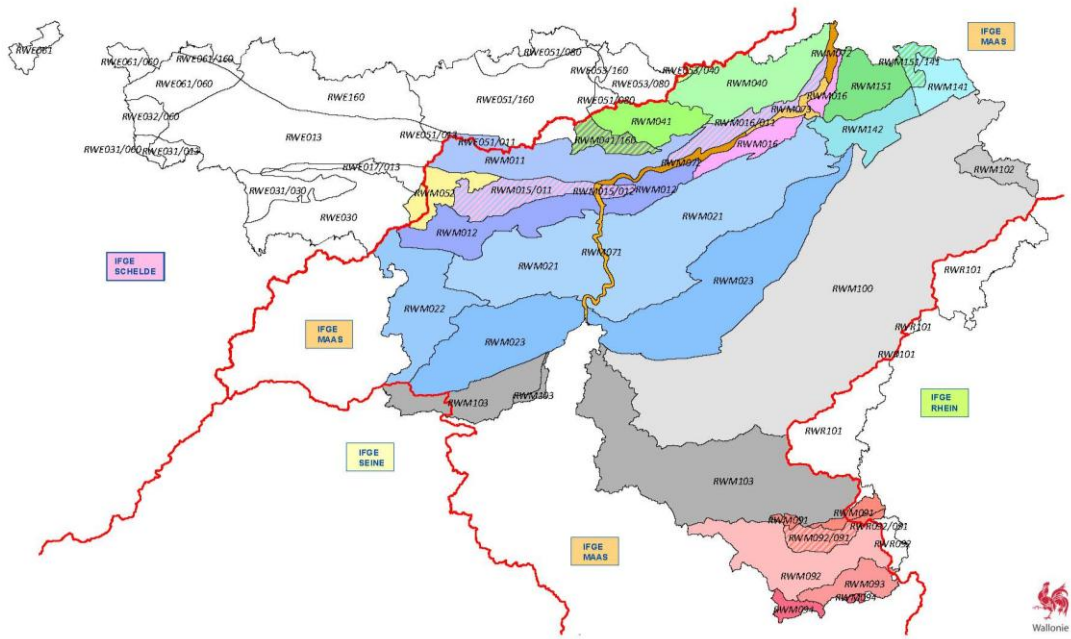 RWE061
RWE061/060
RWE061/160
RWE061/060
RWE160
RWE032/060
RWE031/060
RWE031/013
RWE013
RWE017/013
RWE031/030
RWE030
RWE051/080
RWE053/160
RWE053/040
RWE053/080
RWE051/160
RWE051/080
RWE051/011
RWM011
RWM052
RWM015/011
RWM015/012
RWM012
RWM012
RWM040
RWM041
RWM041/160
RWM072
RWM016
RWM073
RWM016/011
RWM016
RWM151
RWM151/141
RWM141
RWM142
RWM102
RWM021
RWM021
RWM071
RWM022
RWM023
RWM023
RWM100
RWM103
RWM103
RWM103
RWR101
RWR101
RWR101
RWM091
RWM091
RWM092/091
RWR092/091
RWR092
RWM092
RWM093
RWM094
RWM094
IFGE
MAAS
IFGE
SCHELDE
IFGE
MAAS
IFGE
RHEIN
IFGE
SEINE
IFGE
MAAS
Wallonie